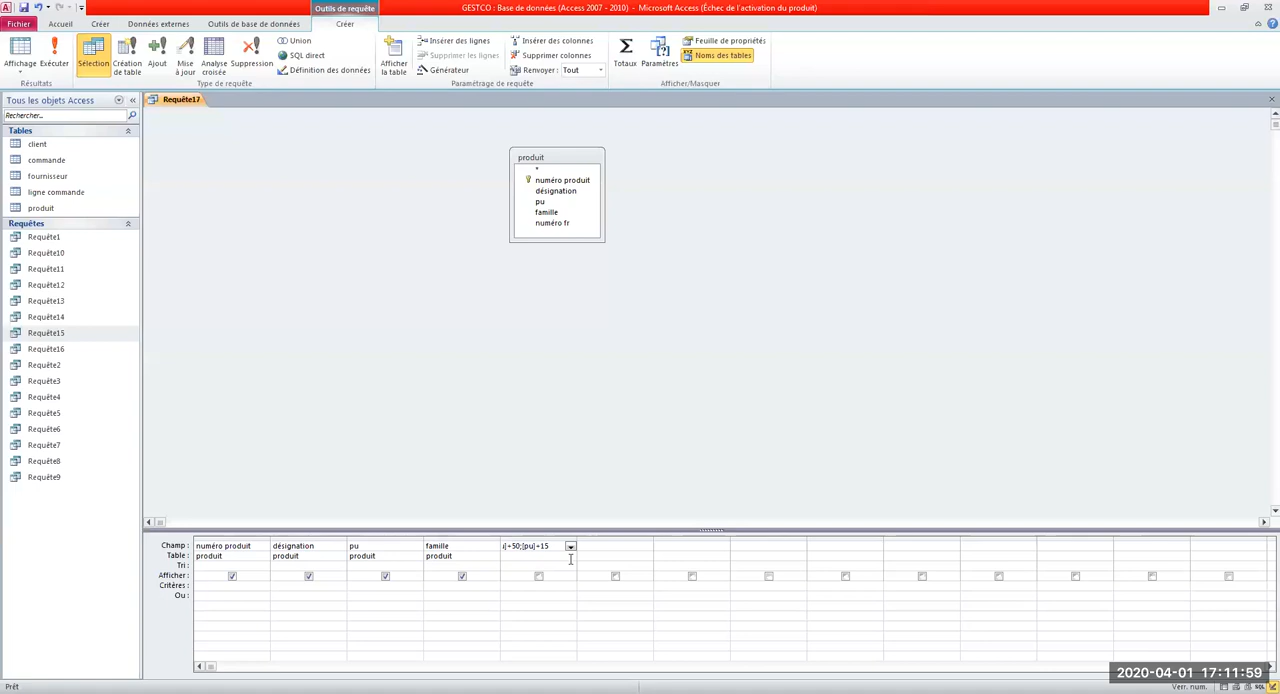 Outils de requête
GESTCO : Base de données (Access 2007 - 2010) - Microsoft Access (Échec de l'activation du produit)
Fichier Accueil Créer Données externes Outils de base de données Créer
Affichage Exécuter
Résultats
Sélection Création de table Ajout Mise à jour Analyse croisée Suppression
Union
SQL direct
Définition des données
Type de requête
Afficher la table
Insérer des lignes
Supprimer les lignes
Générateur
Insérer des colonnes
Supprimer colonnes
Renvoyer : Tout
Paramétrage de requête
Totaux Paramètres
Feuille de propriétés
Noms des tables
Afficher/Masquer
Tous les objets Access
Rechercher...
Tables
client
commande
fournisseur
ligne commande
produit
Requêtes
Requête1
Requête10
Requête11
Requête12
Requête13
Requête14
Requête15
Requête16
Requête2
Requête3
Requête4
Requête5
Requête6
Requête7
Requête8
Requête9
Requête17
produit
*
numéro produit
désignation
pu
famille
numéro fr
Champ : numéro produit désignation pu famille ]+50;[pu]+15
Table : produit produit produit produit
Tri :
Afficher :
Critères :
Ou :
2020-04-01 17:11:59
Prêt
Verr. num.
SQL